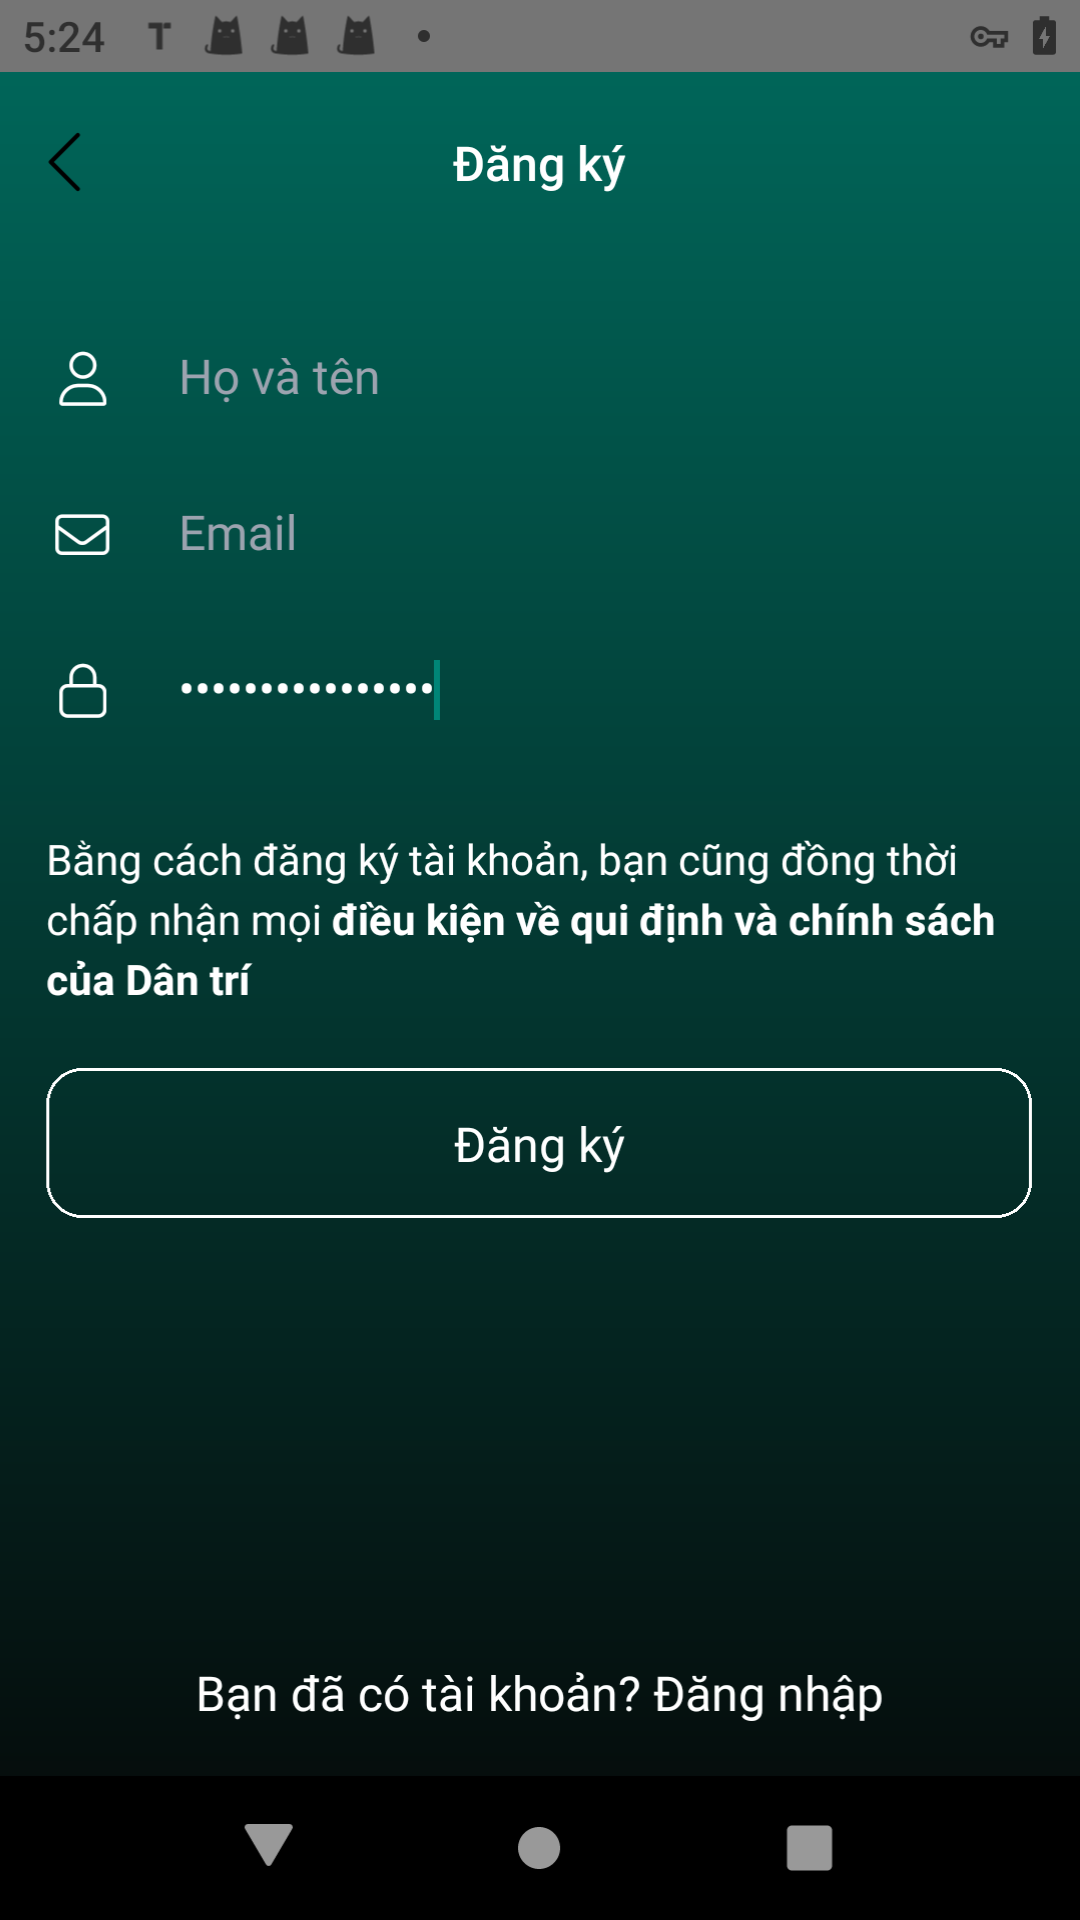 5:24
Đăng ký
Họ và tên
Email
••••••••••••••••
Bằng cách đăng ký tài khoản, bạn cũng đồng thời
chấp nhận mọi điều kiện về qui định và chính sách
của Dân trí
Đăng ký
Bạn đã có tài khoản? Đăng nhập